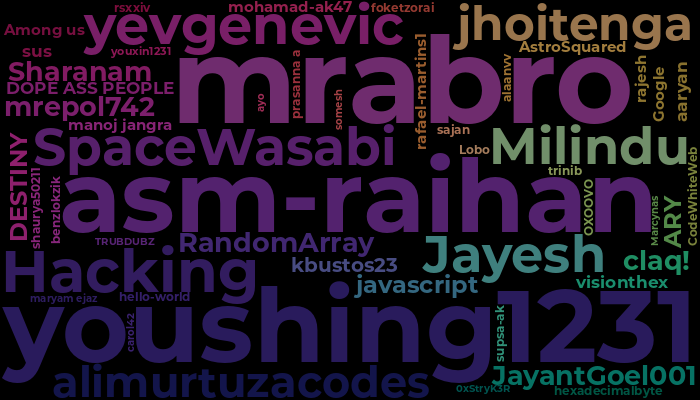 rsxxiv
mohamad-ak47
foketzorai
Among us
yevgenevic
jhoitenga
sus
youxin1231
AstroSquared
Sharanam
mrabro
DOPE ASS PEOPLE
mrepol742
ayo
prasanna a
somesh
rafael-martins1
alaanvv
rajesh
Google
aaryan
manoj jangra
sajan
SpaceWasabi
Lobo
Milindu
trinib
DESTINY
shaurya50211
benzlokzik
asm-raihan
OXOOVO
Marcynas
ARY
CodeWhiteWeb
TRUBDUBZ
RandomArray
Jayesh
Hacking
kbustos23
claq!
javascript
visionthex
maryam ejaz
hello-world
youshing1231
carol42
supsa-ak
alimurtuzacodes
JayantGoel001
0xStryK3R
hexadecimalbyte